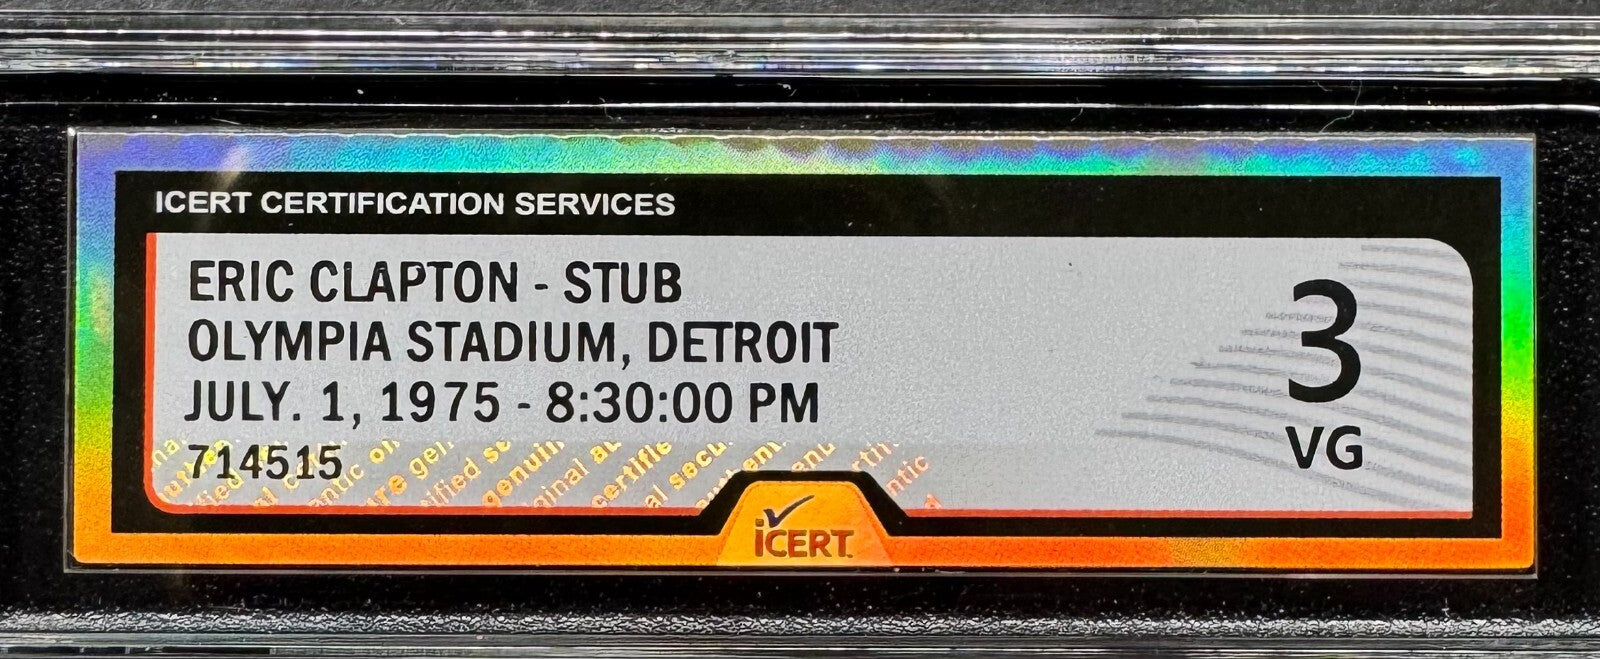 ICERT CERTIFICATION SERVICES
ERIC CLAPTON - STUB
OLYMPIA STADIUM, DETROIT
JULY. 1, 1975 - 8:30:00 PM
714515
3
VG
iCERT